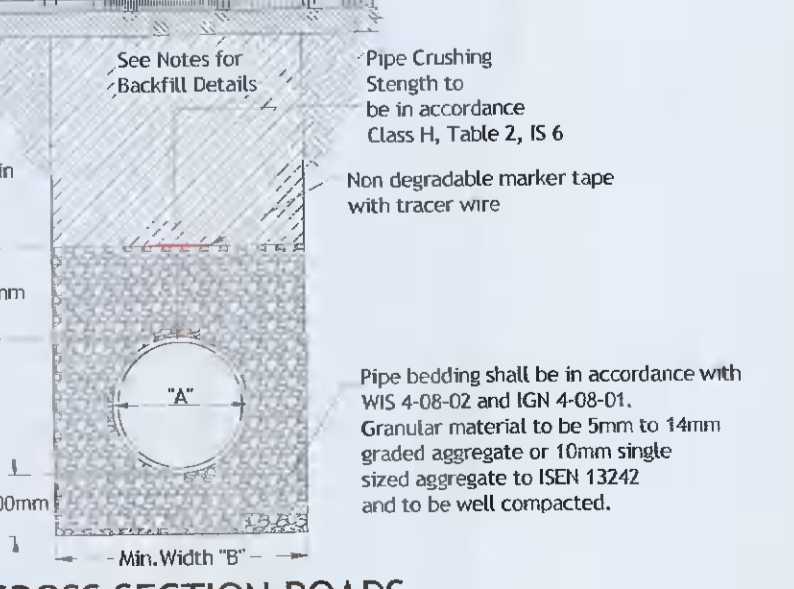 See Notes for
Backfill Details
Pipe Crushing
Stength to
be in accordance
Class H, Table 2, IS 6
in
Non degradable marker tape
with tracer wire
mm
"A"
Pipe bedding shall be in accordance with
WIS 4-08-02 and IGN 4-08-01.
Granular material to be 5mm to 14mm
graded aggregate or 10mm single
sized aggregate to ISEN 13242
and to be well compacted.
00mm
Min. Width "B"